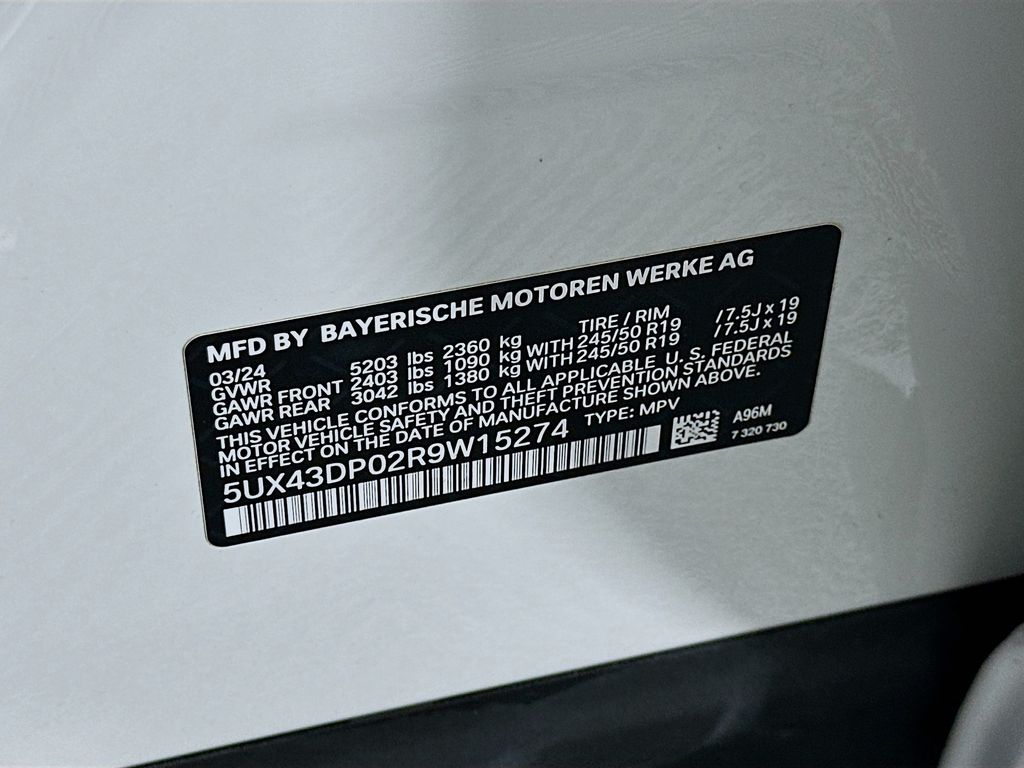 MFD BY BAYERISCHE MOTOREN WERKE AG
03/24 TIRE / RIM
GVWR 5203 lbs 2360 kg
GAWR FRONT 2403 lbs 1090 kg WITH 245/50 R19 /7.5J x 19
GAWR REAR 3042 lbs 1380 kg WITH 245/50 R19 /7.5J x 19
THIS VEHICLE CONFORMS TO ALL APPLICABLE U. S. FEDERAL
MOTOR VEHICLE SAFETY AND THEFT PREVENTION STANDARDS
IN EFFECT ON THE DATE OF MANUFACTURE SHOWN ABOVE.
5UX43DP02R9W15274 TYPE: MPV
A96M
7 320 730